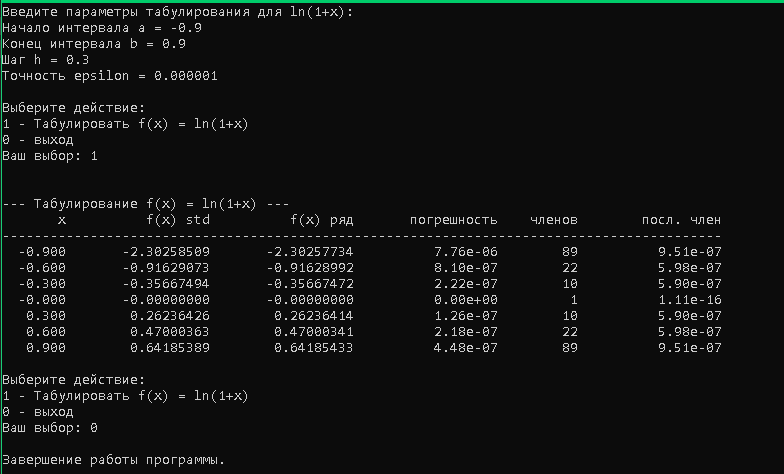 Введите параметры табулирования для ln(1+x):
Начало интервала a = -0.9
Конец интервала b = 0.9
Шаг h = 0.3
Точность epsilon = 0.000001
Выберите действие:
1 - Табулировать f(x) = ln(1+x)
0 - выход
Ваш выбор: 1
--- Табулирование f(x) = ln(1+x) ---
x f(x) std f(x) ряд погрешность членов посл. член
------------------------------------------------------------------------------------------
-0.900 -2.30258509 -2.30257734 7.76e-06 89 9.51e-07
-0.600 -0.91629073 -0.91628992 8.10e-07 22 5.98e-07
-0.300 -0.35667494 -0.35667472 2.22e-07 10 5.90e-07
-0.000 -0.00000000 -0.00000000 0.00e+00 1 1.11e-16
0.300 0.26236426 0.26236414 1.26e-07 10 5.90e-07
0.600 0.47000363 0.47000341 2.18e-07 22 5.98e-07
0.900 0.64185389 0.64185433 4.48e-07 89 9.51e-07
Выберите действие:
1 - Табулировать f(x) = ln(1+x)
0 - выход
Ваш выбор: 0
Завершение работы программы.